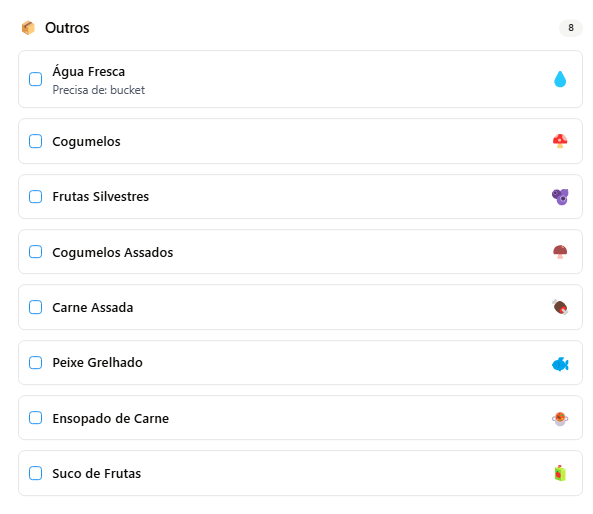 Outros
8
Água Fresca
Precisa de: bucket
Cogumelos
Frutas Silvestres
Cogumelos Assados
Carne Assada
Peixe Grelhado
Ensopado de Carne
Suco de Frutas